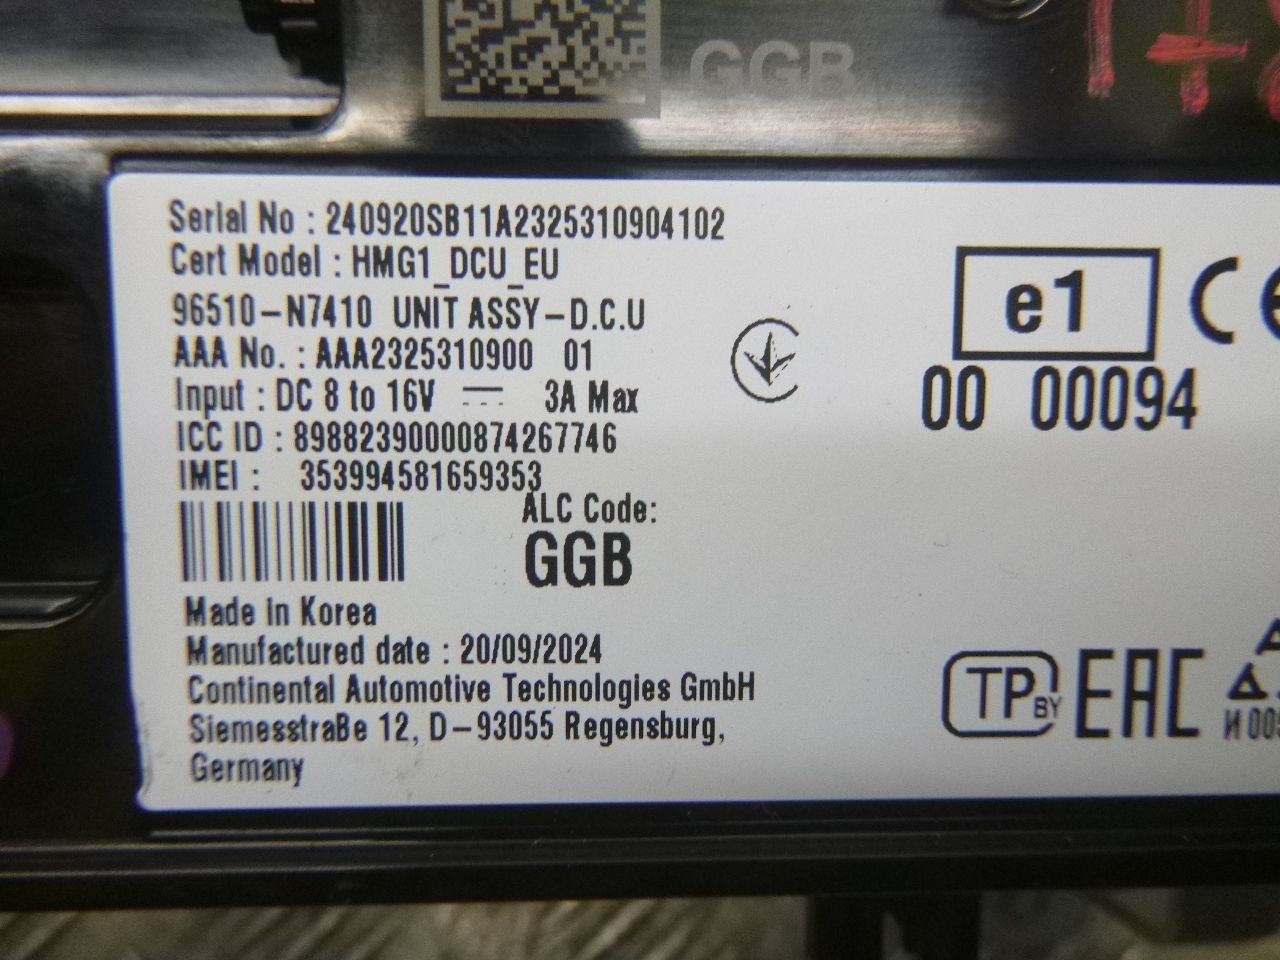 GGB
Serial No : 240920SB11A2325310904102
Cert Model : HMG1_DCU_EU
96510-N7410 UNIT ASSY-D.C.U
AAA No. : AAA2325310900 01
Input : DC 8 to 16V 3A Max
ICC ID : 89882390000874267746
IMEI : 353994581659353
ALC Code:
GGB
Made in Korea
Manufactured date : 20/09/2024
Continental Automotive Technologies GmbH
SiemesstraBe 12, D-93055 Regensburg,
Germany
e1
CE
00 00094
TP BY
EAC